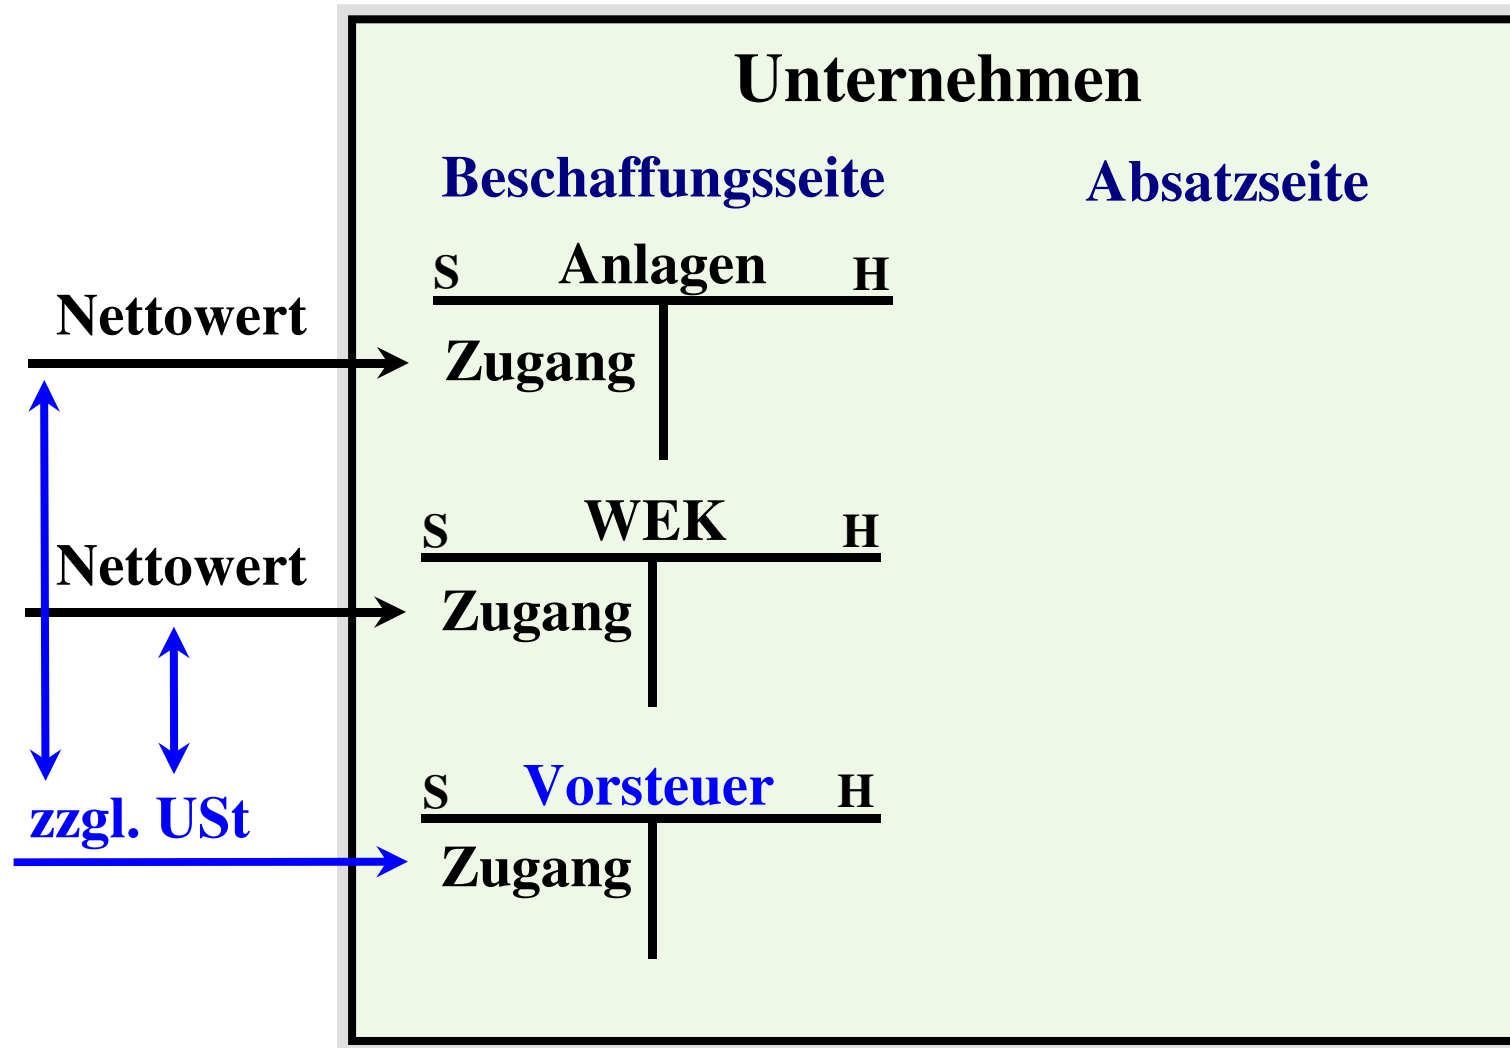 Unternehmen
Beschaffungsseite Absatzseite
S Anlagen H
Nettowert
Zugang
S WEK H
Nettowert
Zugang
S Vorsteuer H
zzgl. USt
Zugang